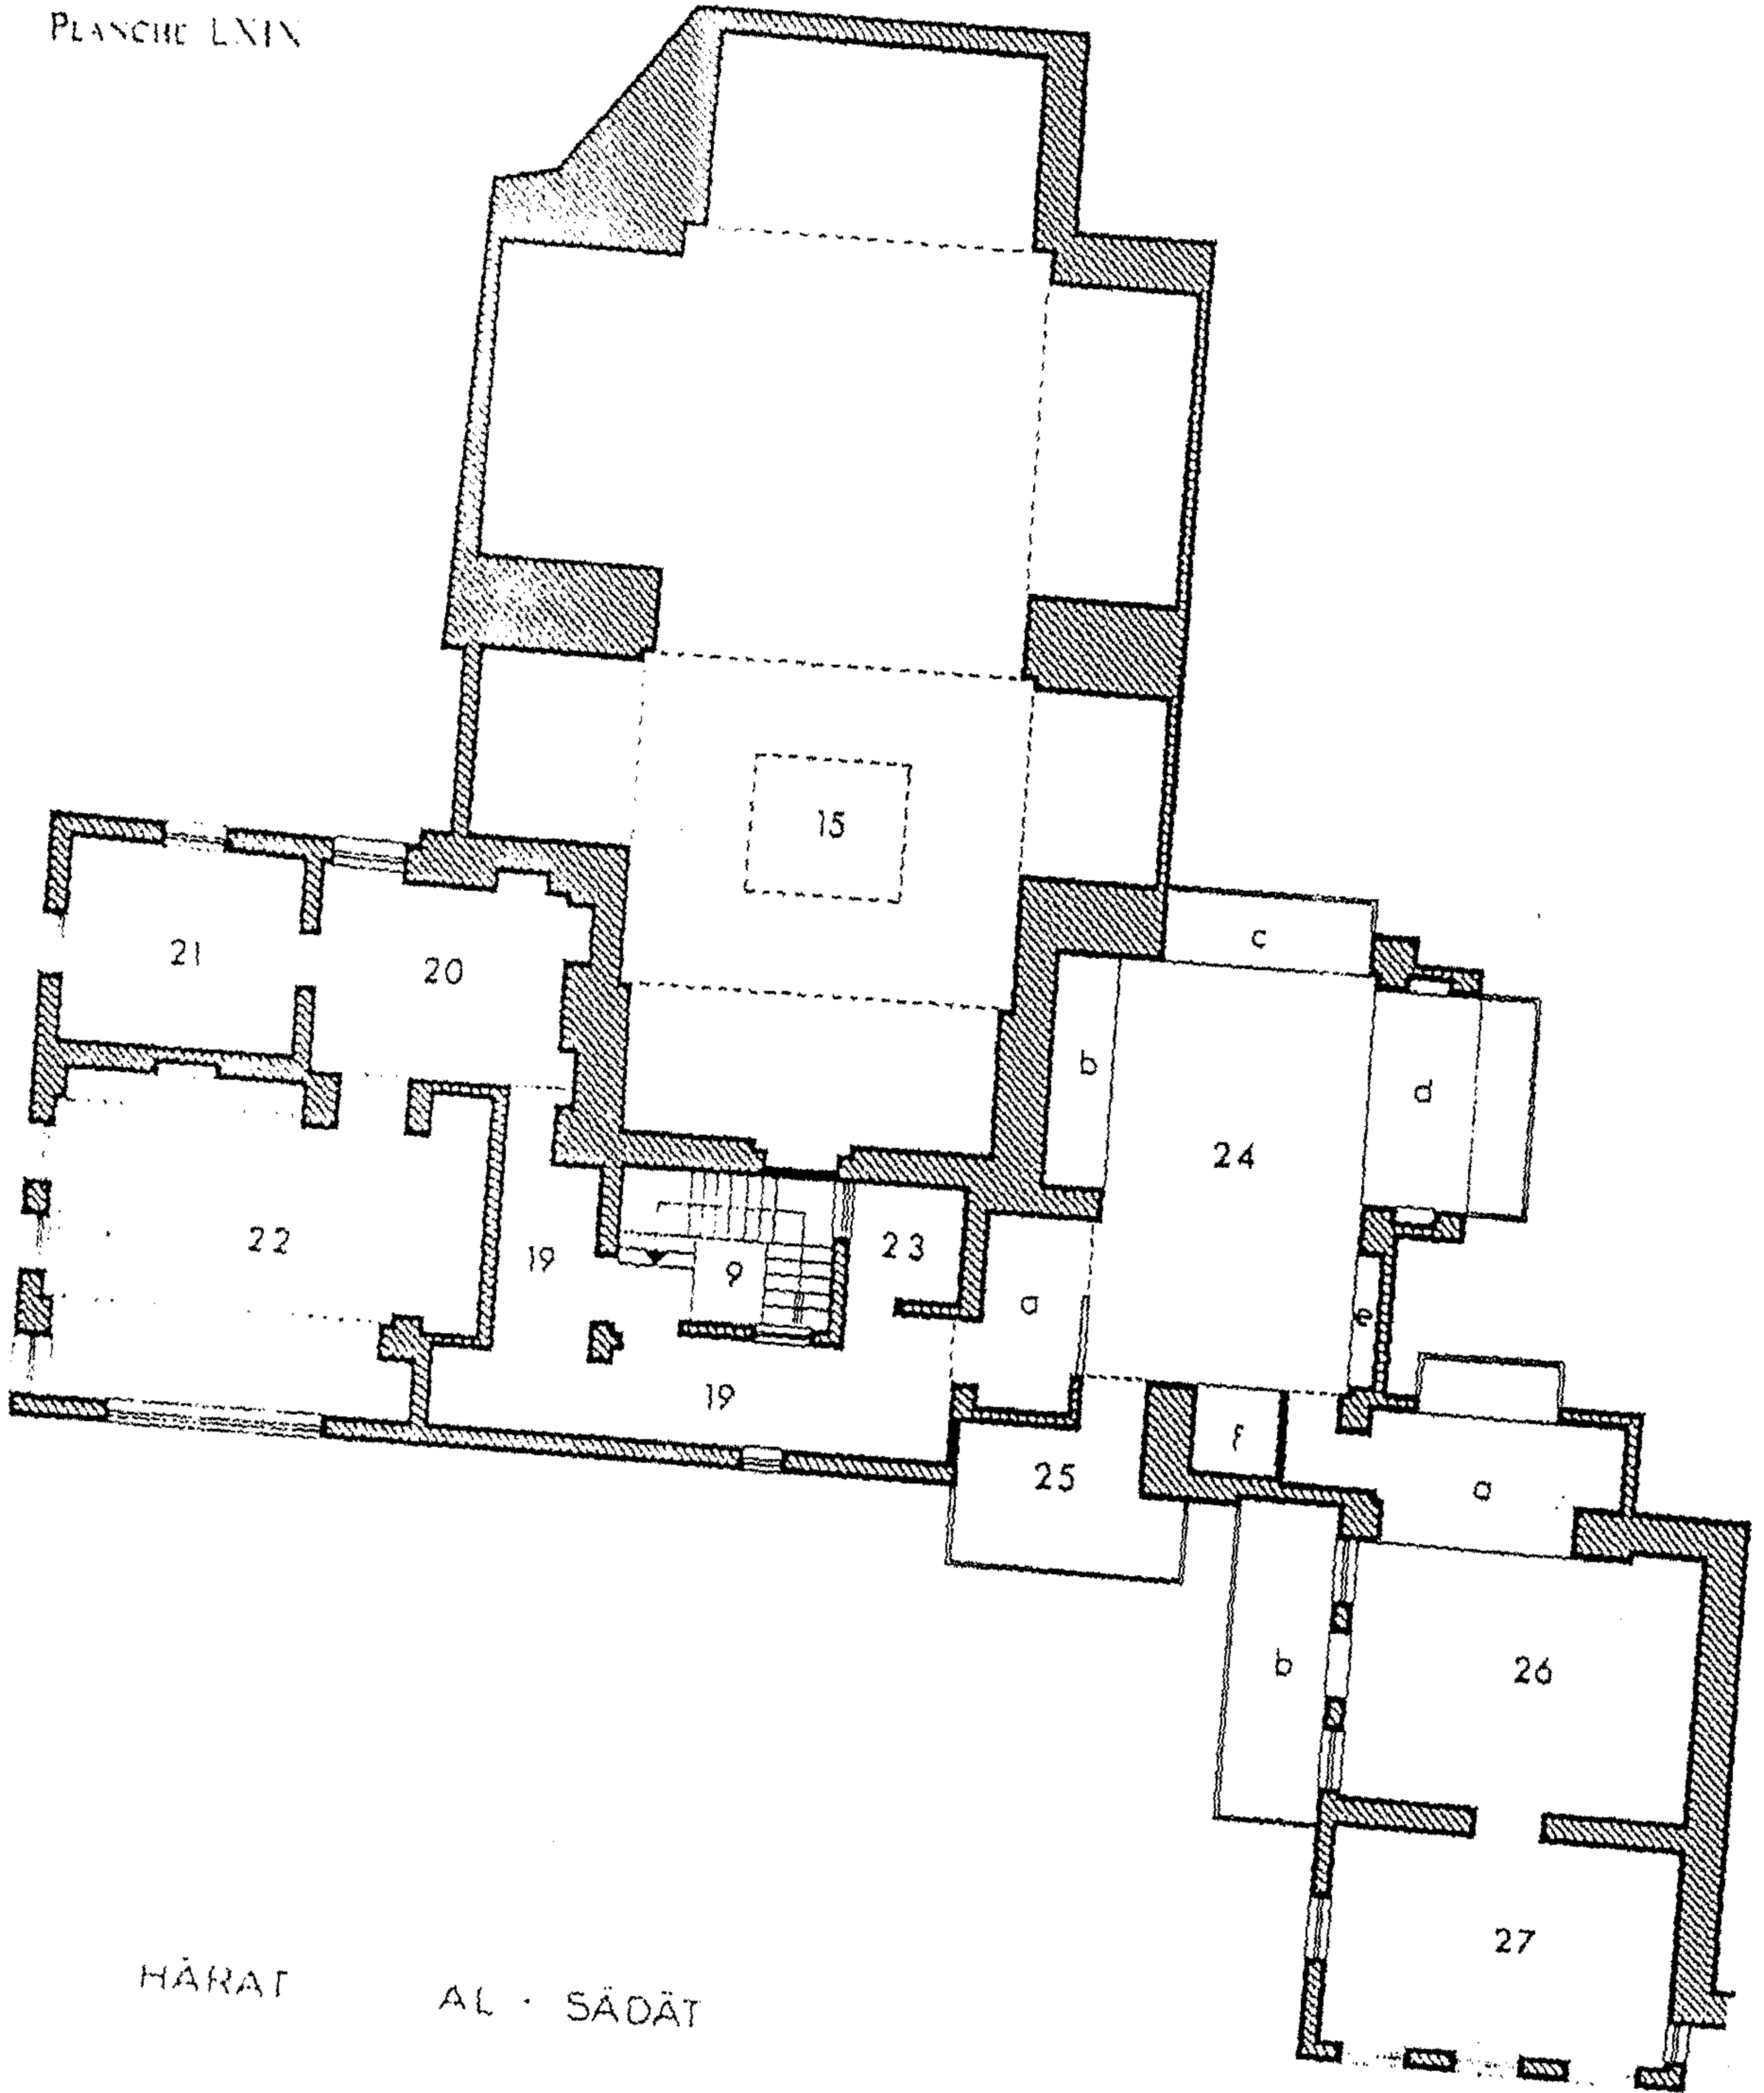 PLANCHE LXIX
15
c
21
20
b
d
24
22
19
9
23
a
e
19
f
25
a
b
26
27
HĀRAT AL · SĀDĀT